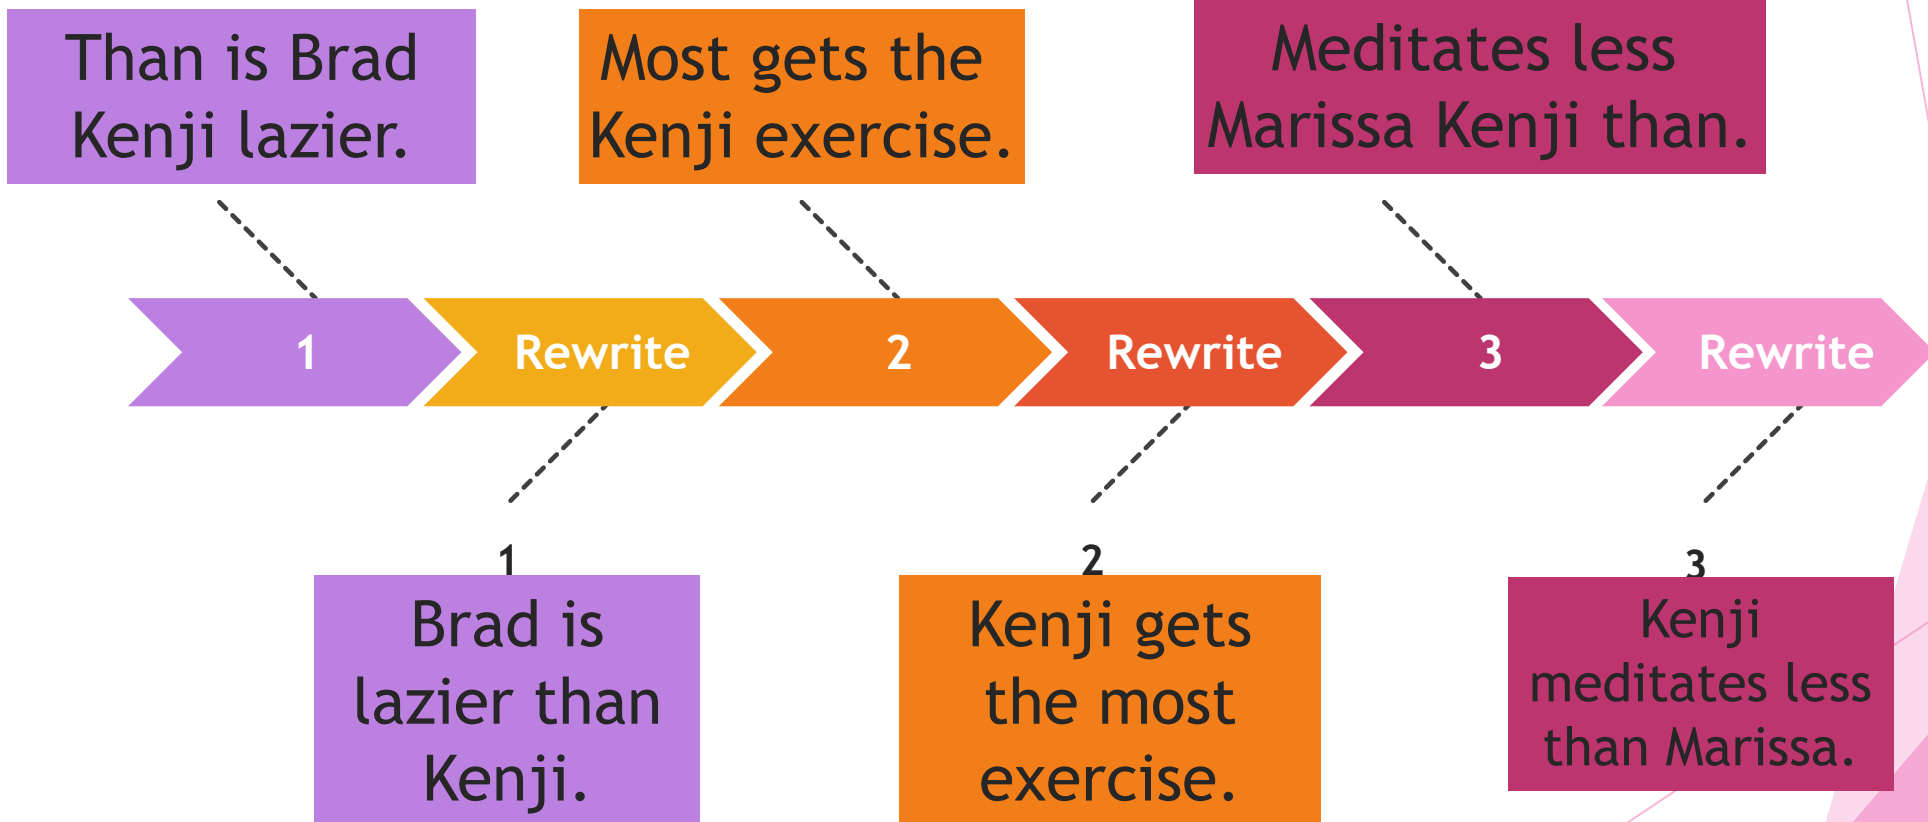 Than is Brad
Kenji lazier.
Most gets the
Kenji exercise.
Meditates less
Marissa Kenji than.
1
Rewrite
2
Rewrite
3
Rewrite
1
Brad is
lazier than
Kenji.
2
Kenji gets
the most
exercise.
3
Kenji
meditates less
than Marissa.